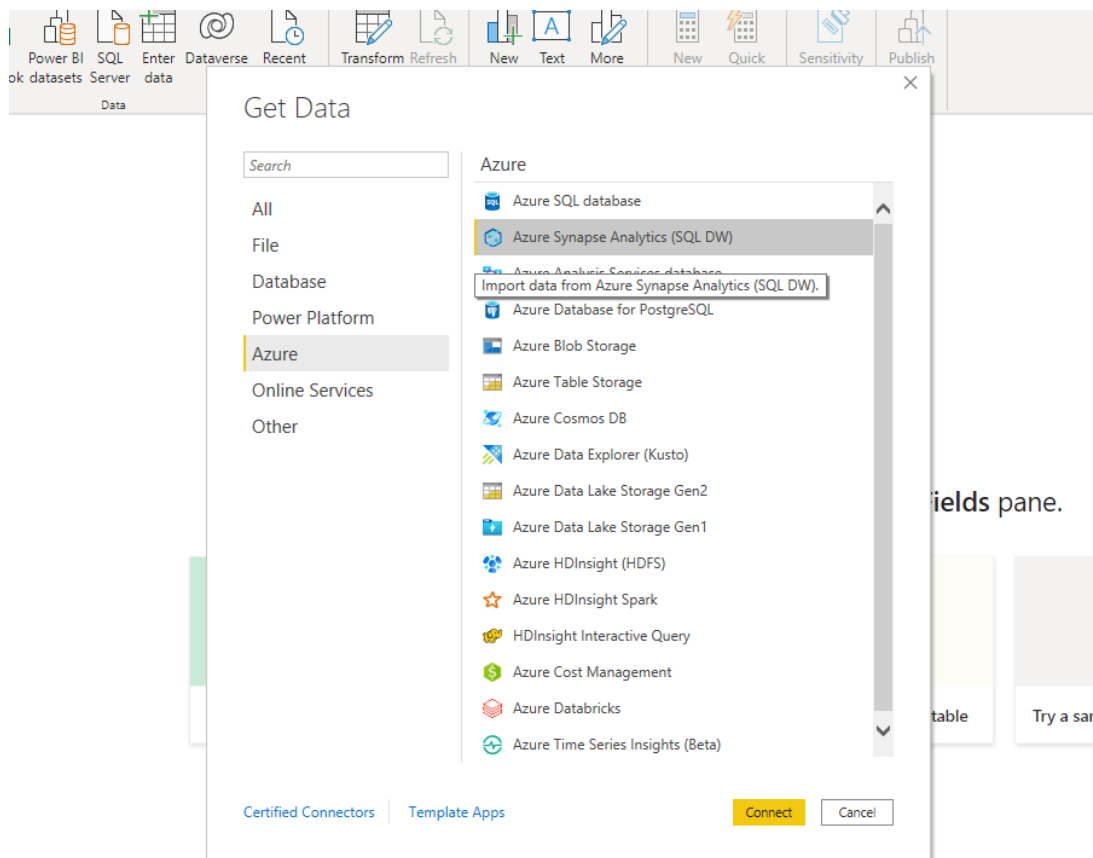 Power BI SQL Enter Dataverse Recent Transform Refresh New Text More New Quick Sensitivity Publish
ok datasets Server data
Data
Get Data
Search
Azure
All
File
Database
Power Platform
Azure
Online Services
Other
Azure SQL database
Azure Synapse Analytics (SQL DW)
Azure Analysis Services database
Import data from Azure Synapse Analytics (SQL DW).
Azure Database for PostgreSQL
Azure Blob Storage
Azure Table Storage
Azure Cosmos DB
Azure Data Explorer (Kusto)
Azure Data Lake Storage Gen2
Azure Data Lake Storage Gen1
Azure HDInsight (HDFS)
Azure HDInsight Spark
HDInsight Interactive Query
Azure Cost Management
Azure Databricks
Azure Time Series Insights (Beta)
ields pane.
table
Try a sar
Certified Connectors Template Apps Connect Cancel